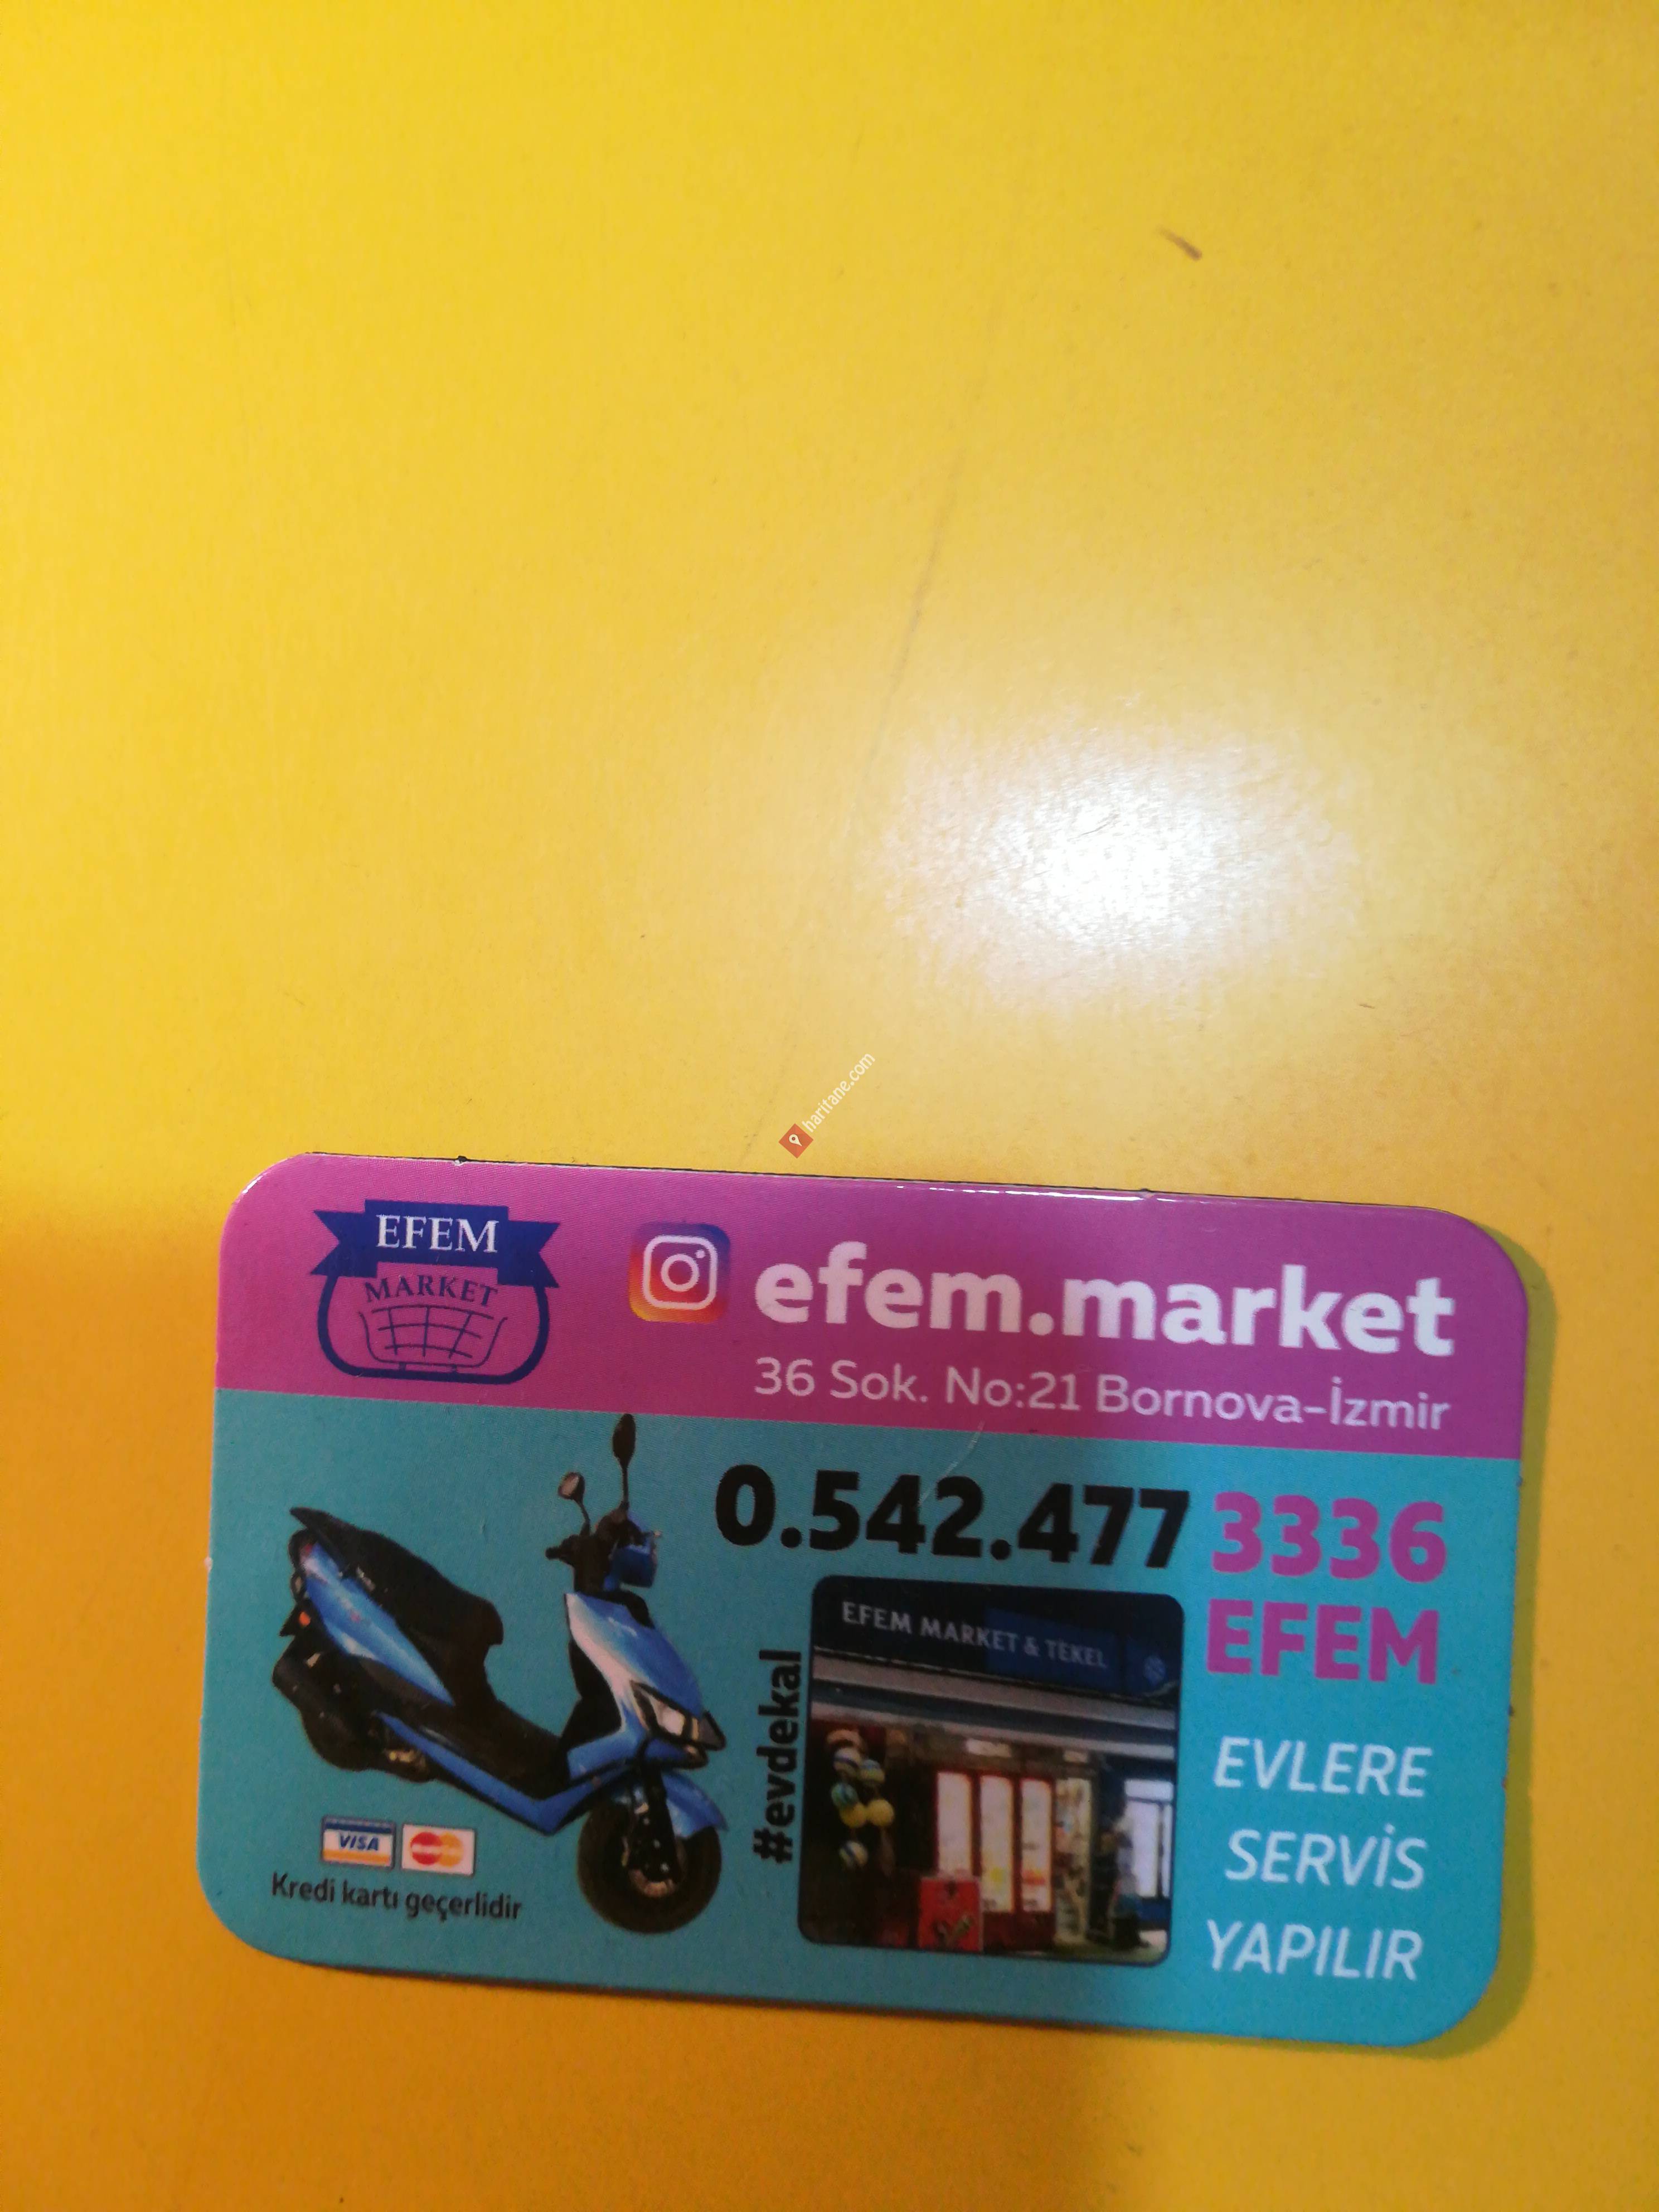 haritane.com
EFEM
MARKET
efem.market
36 Sok. No:21 Bornova-İzmir
0.542.477 3336
EFEM
#evdekal
EFEM MARKET & TEKEL
EVLERE
SERVİS
YAPILIR
VISA
Kredi kartı geçerlidir